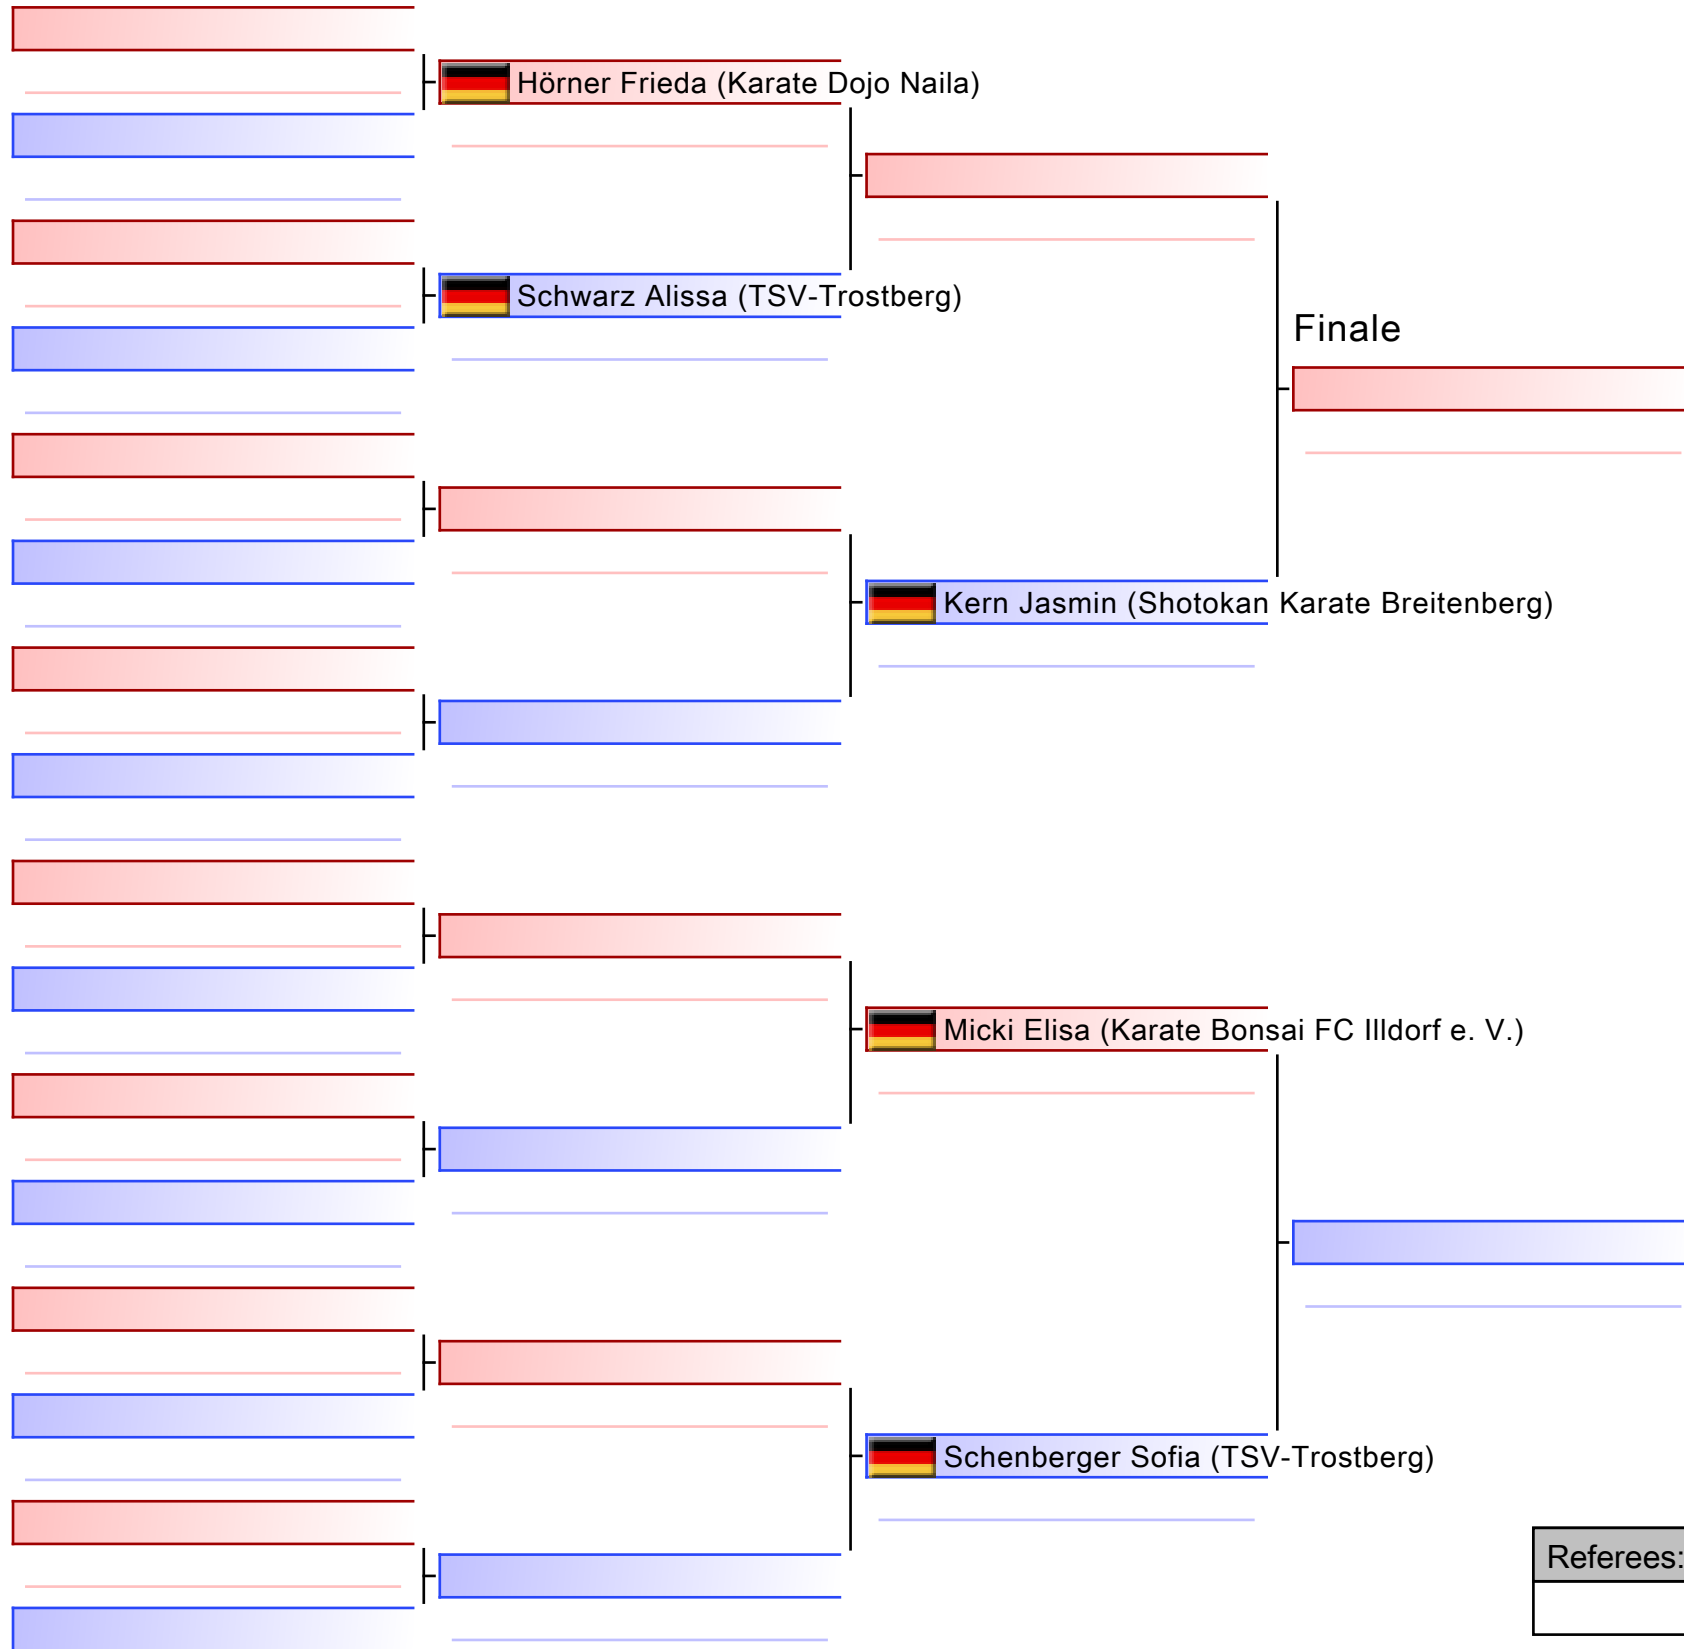 Hörner Frieda (Karate Dojo Naila)
Schwarz Alissa (TSV-Trostberg)
Finale
Kern Jasmin (Shotokan Karate Breitenberg)
Micki Elisa (Karate Bonsai FC Illdorf e. V.)
Schenberger Sofia (TSV-Trostberg)
Referees: